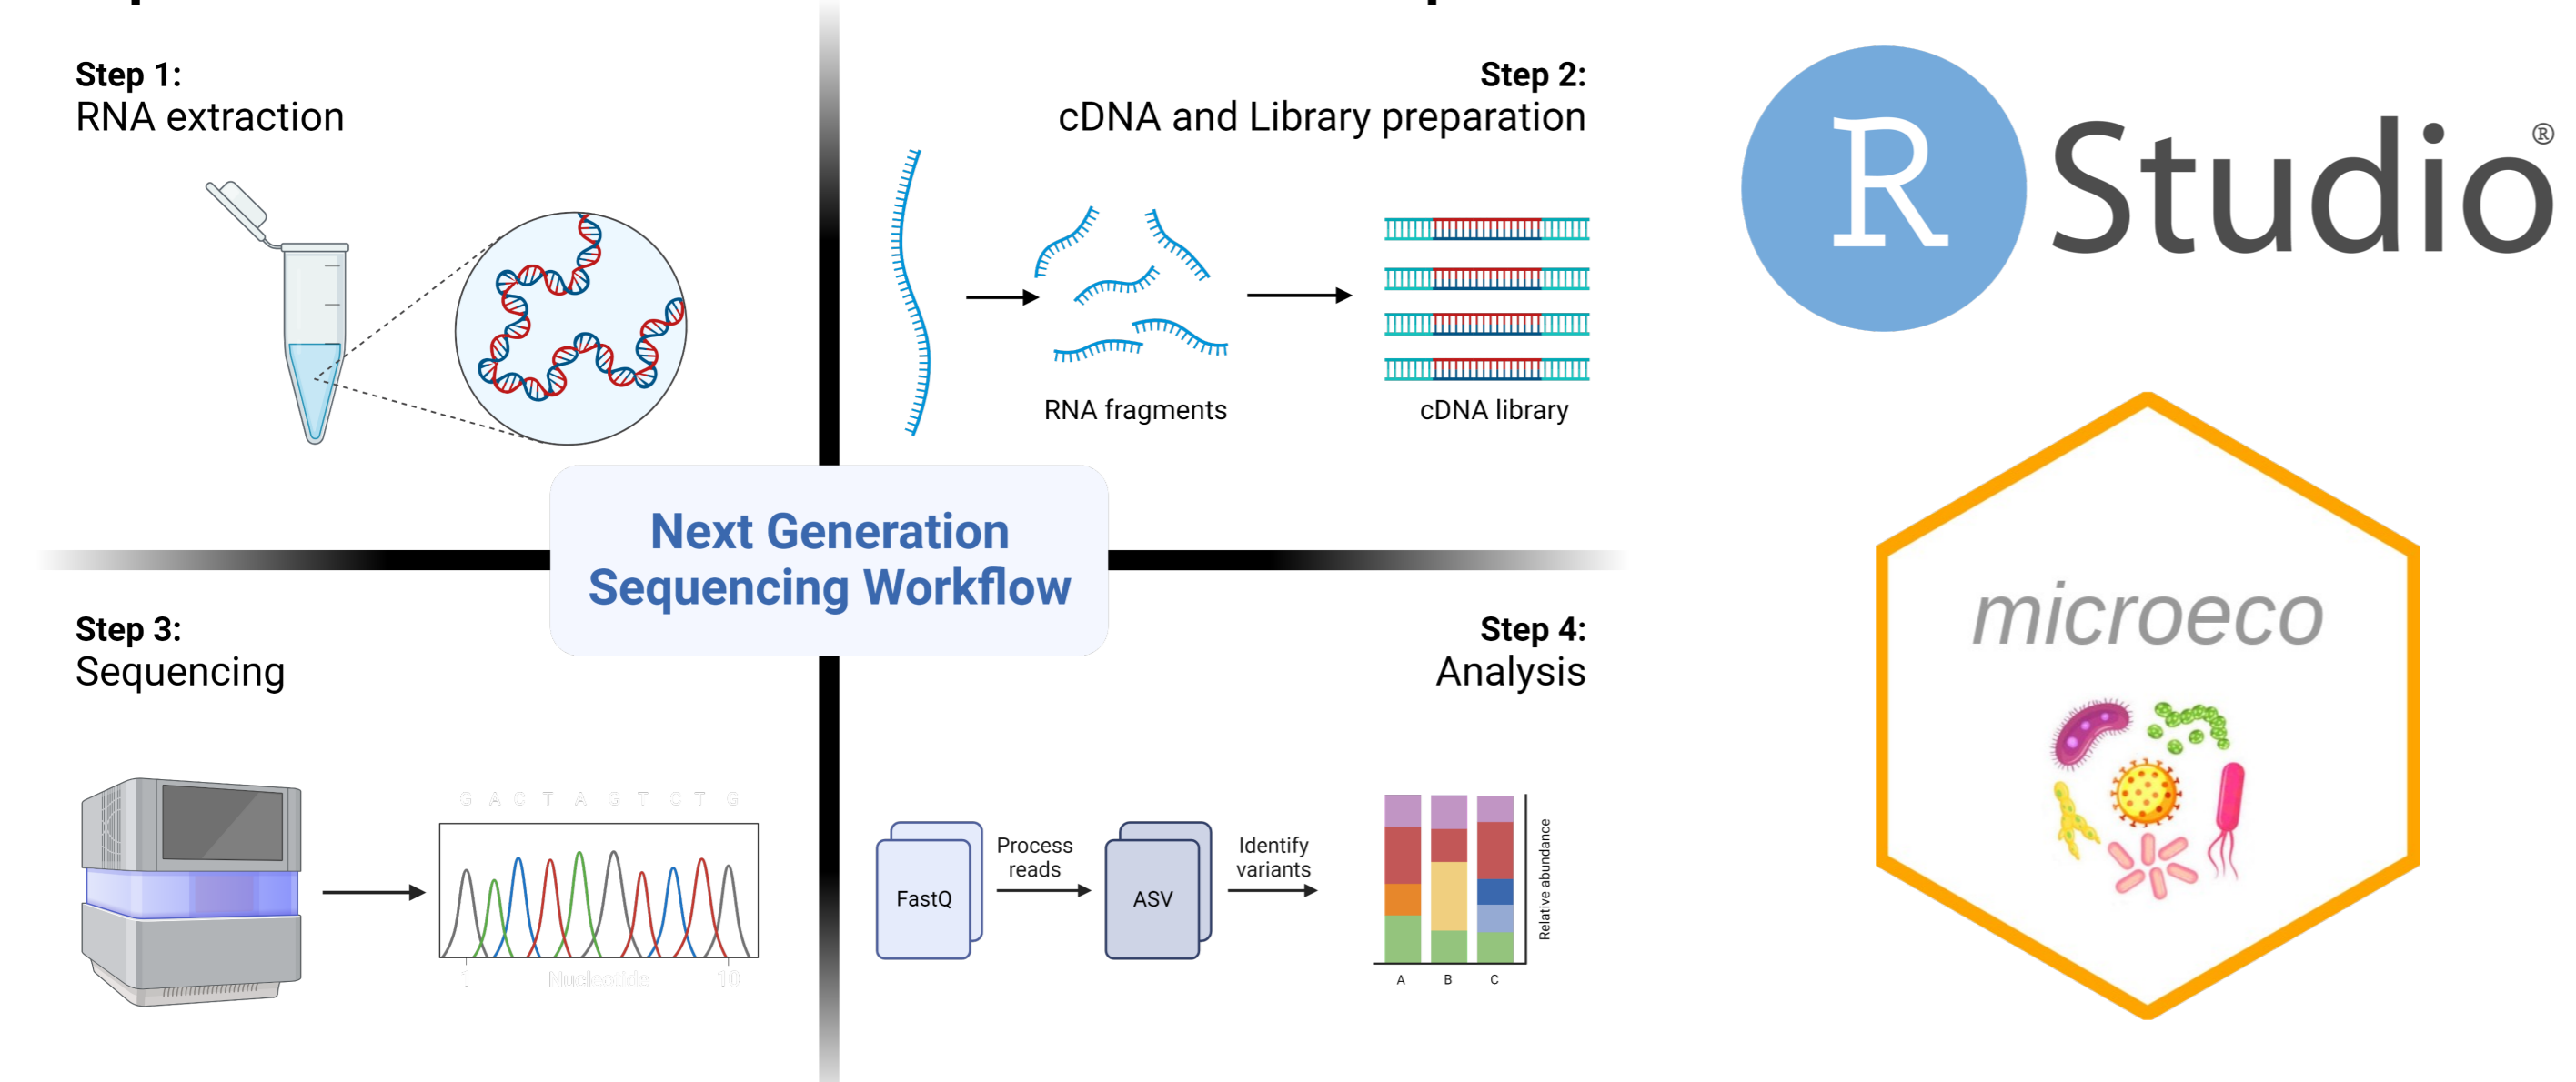 Step 1:
RNA extraction
Step 2:
cDNA and Library preparation
RNA fragments
cDNA library
R Studio®
Next Generation
Sequencing Workflow
Step 3:
Sequencing
G A C T A G T C T G
1 Nucleotide 10
Step 4:
Analysis
FastQ
Process
reads
ASV
Identify
variants
Relative abundance
A B C
microeco